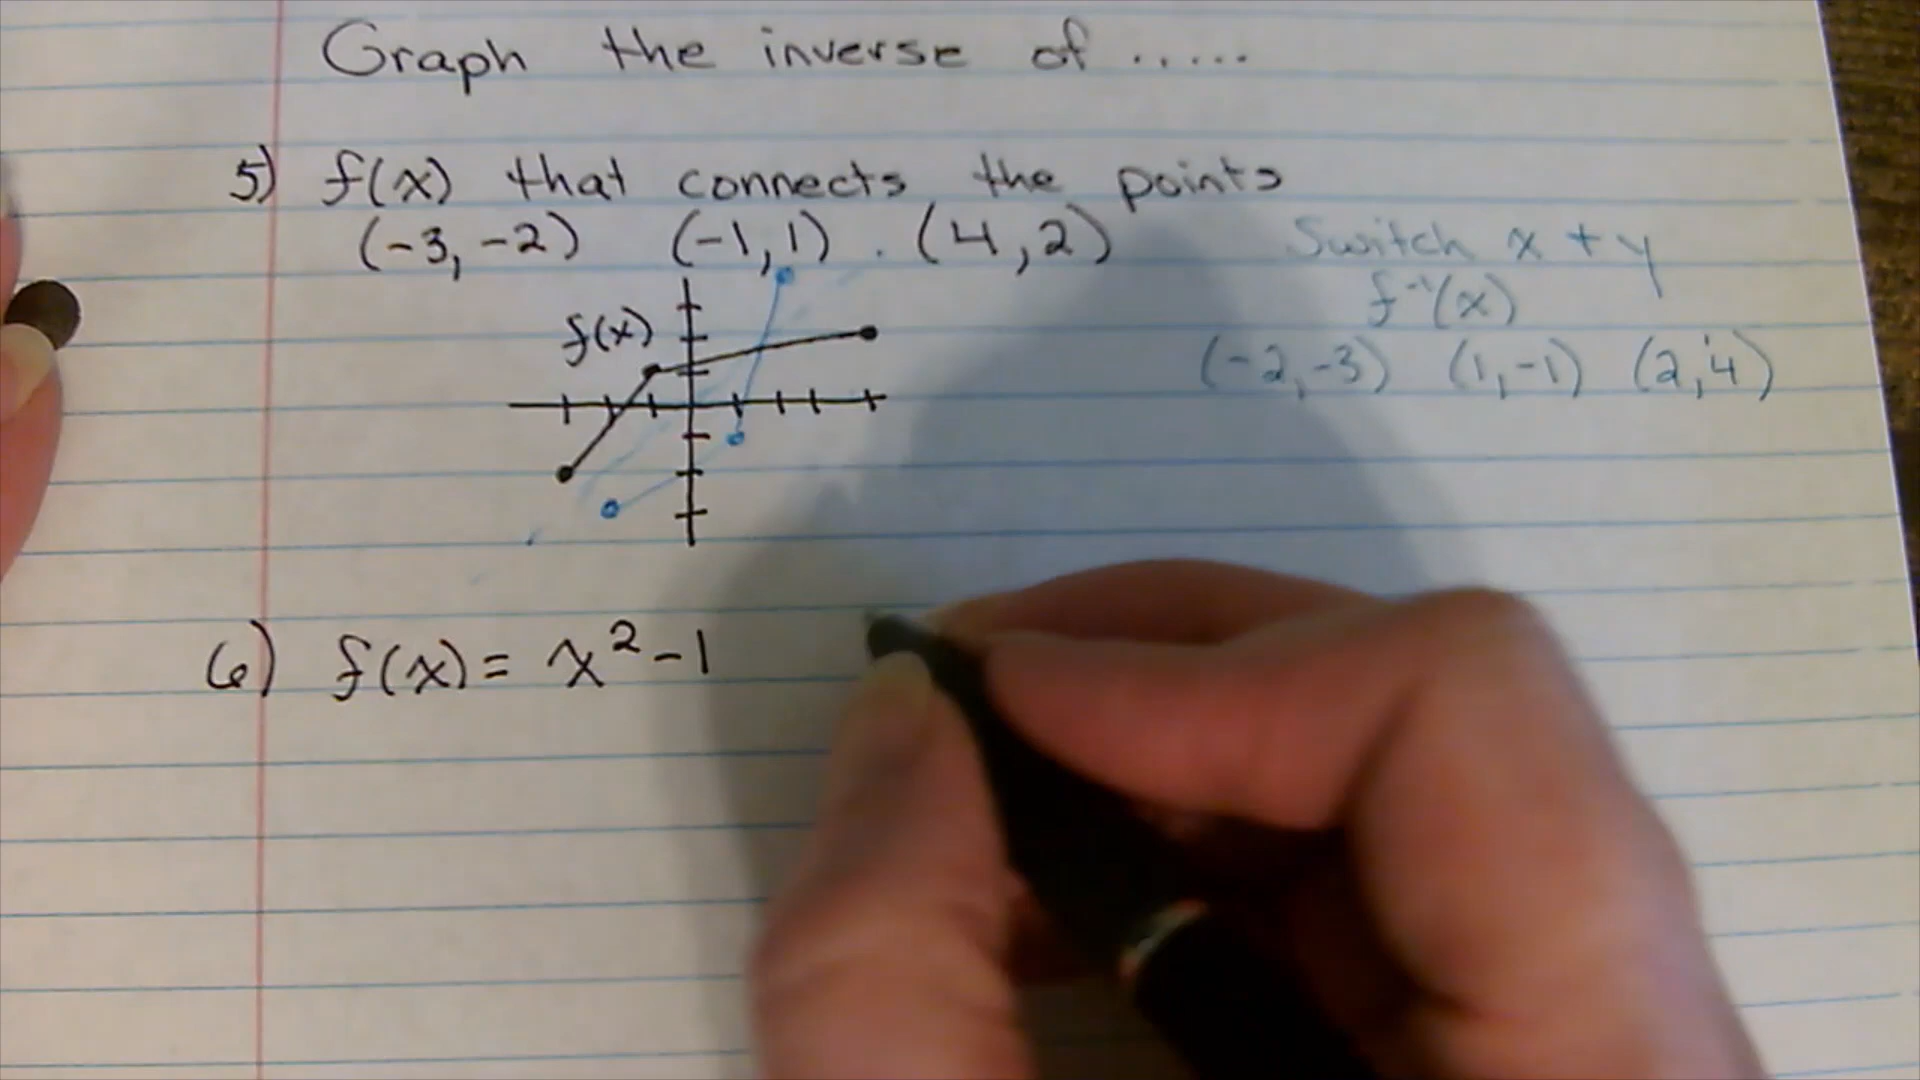 Graph the inverse of .....
5) f(x) that connects the points
(-3, -2) (-1, 1) . (4, 2)
Switch x + y
f⁻¹(x)
(-2, -3) (1, -1) (2, 4)
f(x)
6) f(x) = x² - 1